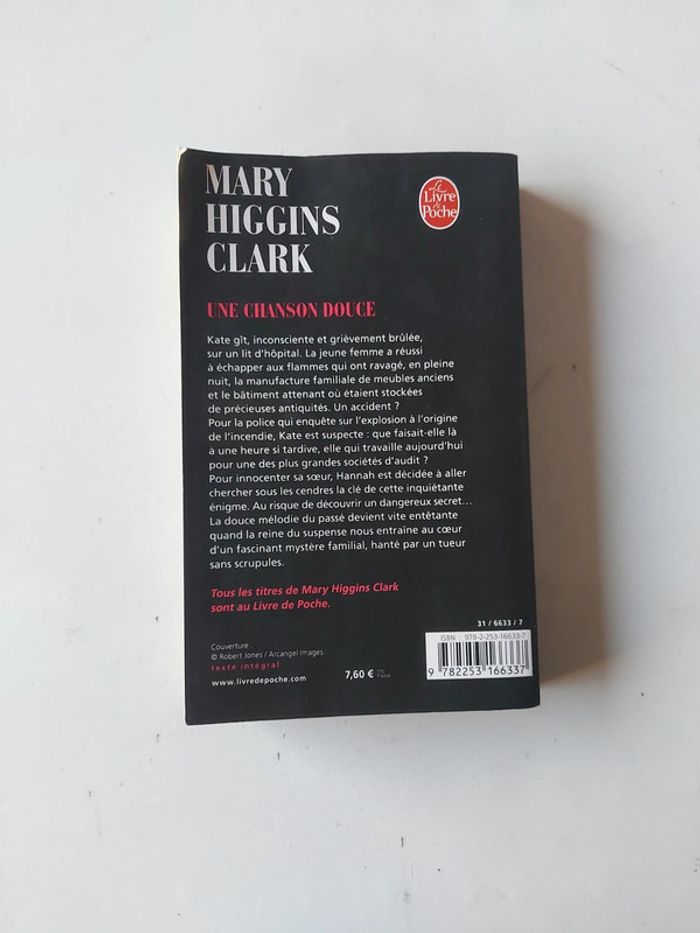 MARY
HIGGINS
CLARK
Le
Livre
de
Poche
UNE CHANSON DOUCE
Kate gît, inconsciente et grièvement brûlée,
sur un lit d'hôpital. La jeune femme a réussi
à échapper aux flammes qui ont ravagé, en pleine
nuit, la manufacture familiale de meubles anciens
et le bâtiment attenant où étaient stockées
de précieuses antiquités. Un accident ?
Pour la police qui enquête sur l'explosion à l'origine
de l'incendie, Kate est suspecte : que faisait-elle là
à une heure si tardive, elle qui travaille aujourd'hui
pour une des plus grandes sociétés d'audit ?
Pour innocenter sa sœur, Hannah est décidée à aller
chercher sous les cendres la clé de cette inquiétante
énigme. Au risque de découvrir un dangereux secret...
La douce mélodie du passé devient vite entêtante
quand la reine du suspense nous entraîne au cœur
d'un fascinant mystère familial, hanté par un tueur
sans scrupules.
Tous les titres de Mary Higgins Clark
sont au Livre de Poche.
31 / 6633 / 7
ISBN : 978-2-253-16633-7
Couverture :
© Robert Jones / Arcangel Images.
texte intégral
www.livredepoche.com
7,60 €
9 782253 166337